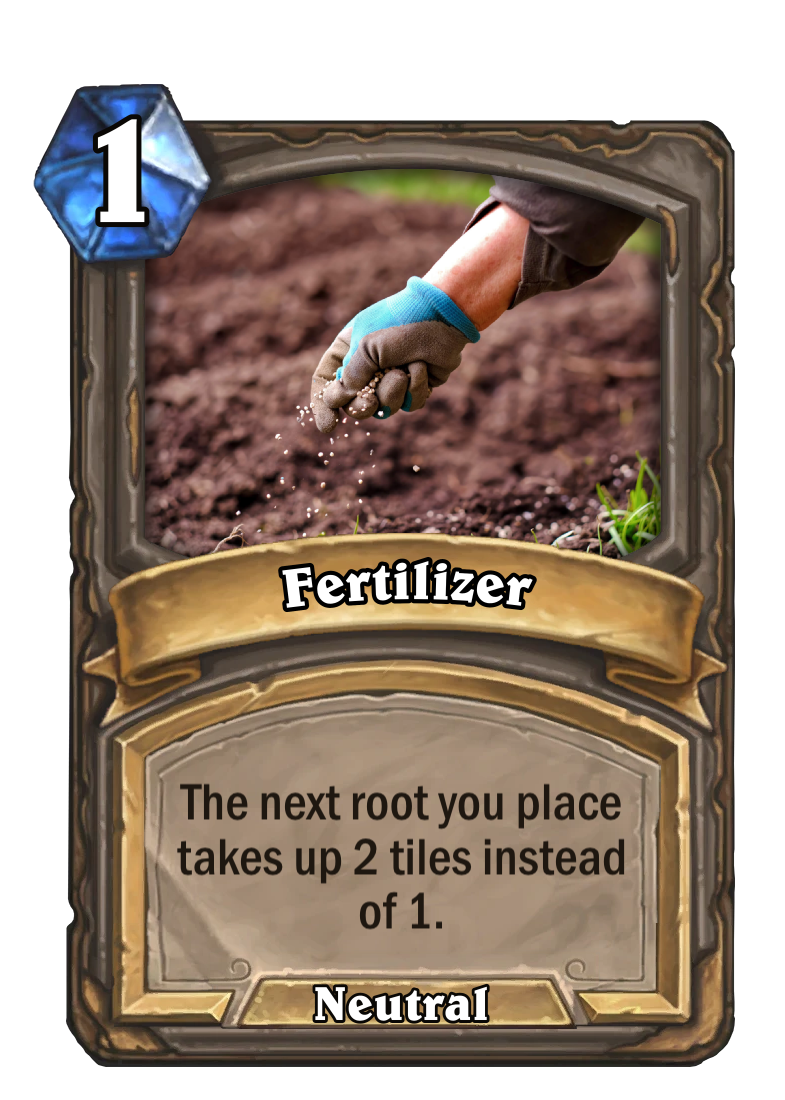 1
Fertilizer
The next root you place
takes up 2 tiles instead
of 1.
Neutral